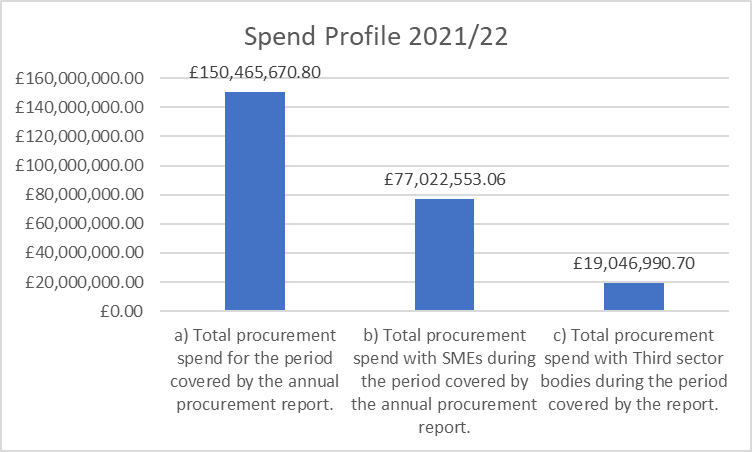 Spend Profile 2021/22
£160,000,000.00
£140,000,000.00
£120,000,000.00
£100,000,000.00
£80,000,000.00
£60,000,000.00
£40,000,000.00
£20,000,000.00
£0.00
£150,465,670.80
£77,022,553.06
£19,046,990.70
a) Total procurement
spend for the period
covered by the annual
procurement report.
b) Total procurement
spend with SMEs during
the period covered by
the annual procurement
report.
c) Total procurement
spend with Third sector
bodies during the period
covered by the report.